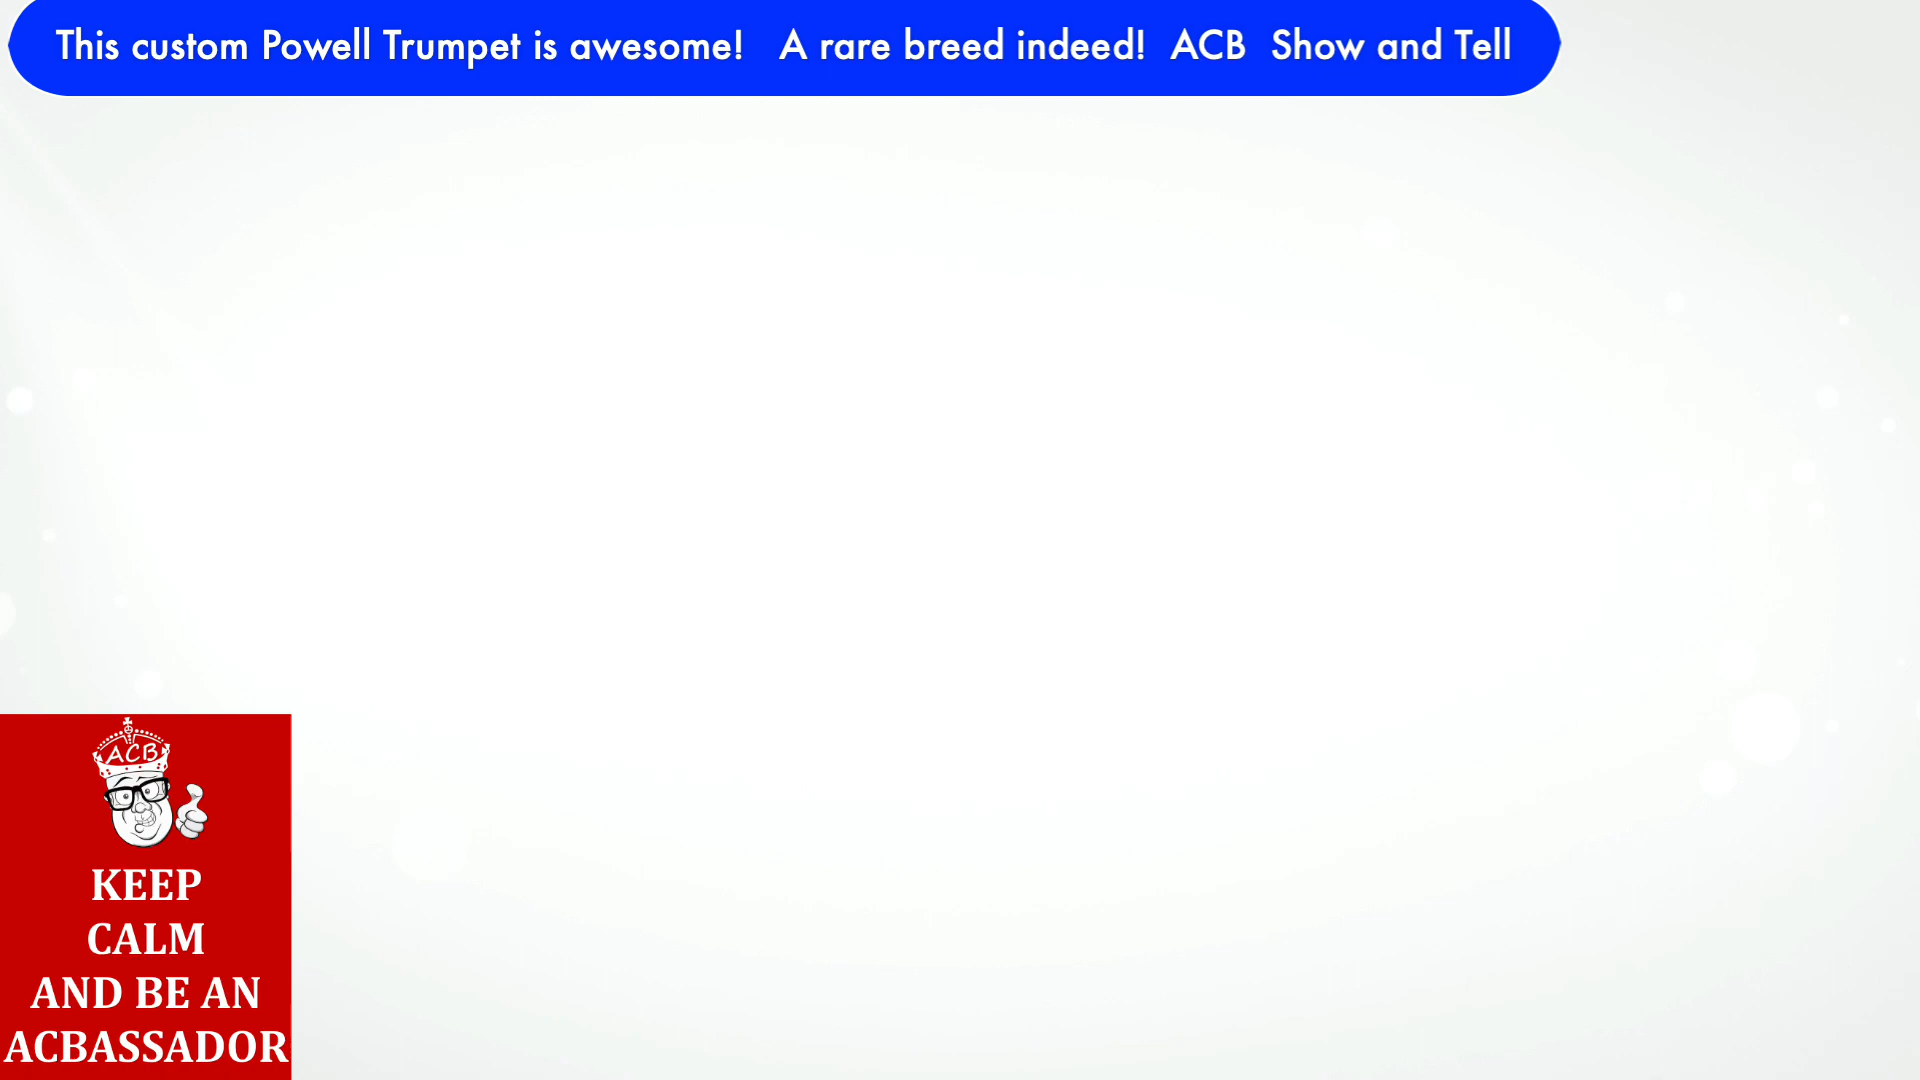 This custom Powell Trumpet is awesome!   A rare breed indeed!  ACB  Show and Tell
ACB
KEEP
CALM
AND BE AN
ACBASSADOR